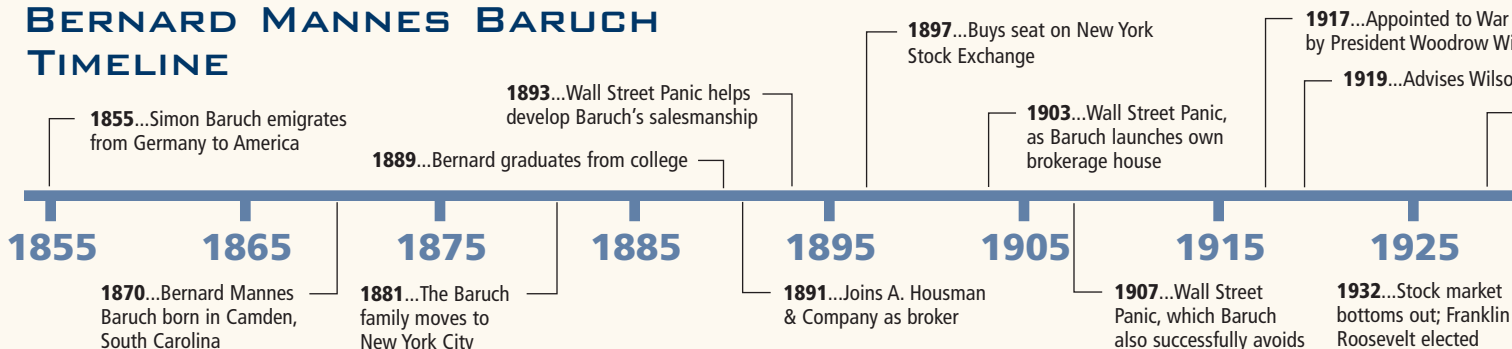 BERNARD MANNES BARUCH
TIMELINE
1855...Simon Baruch emigrates
from Germany to America
1889...Bernard graduates from college
1893...Wall Street Panic helps
develop Baruch's salesmanship
1897...Buys seat on New York
Stock Exchange
1903...Wall Street Panic,
as Baruch launches own
brokerage house
1917...Appointed to War
by President Woodrow
1919...Advises
1855
1865
1875
1885
1895
1905
1915
1925
1870...Bernard Mannes
Baruch born in Camden,
South Carolina
1881...The Baruch
family moves to
New York City
1891...Joins A. Housman
& Company as broker
1907...Wall Street
Panic, which Baruch
also successfully avoids
1932...Stock market
bottoms out; Franklin
Roosevelt elected